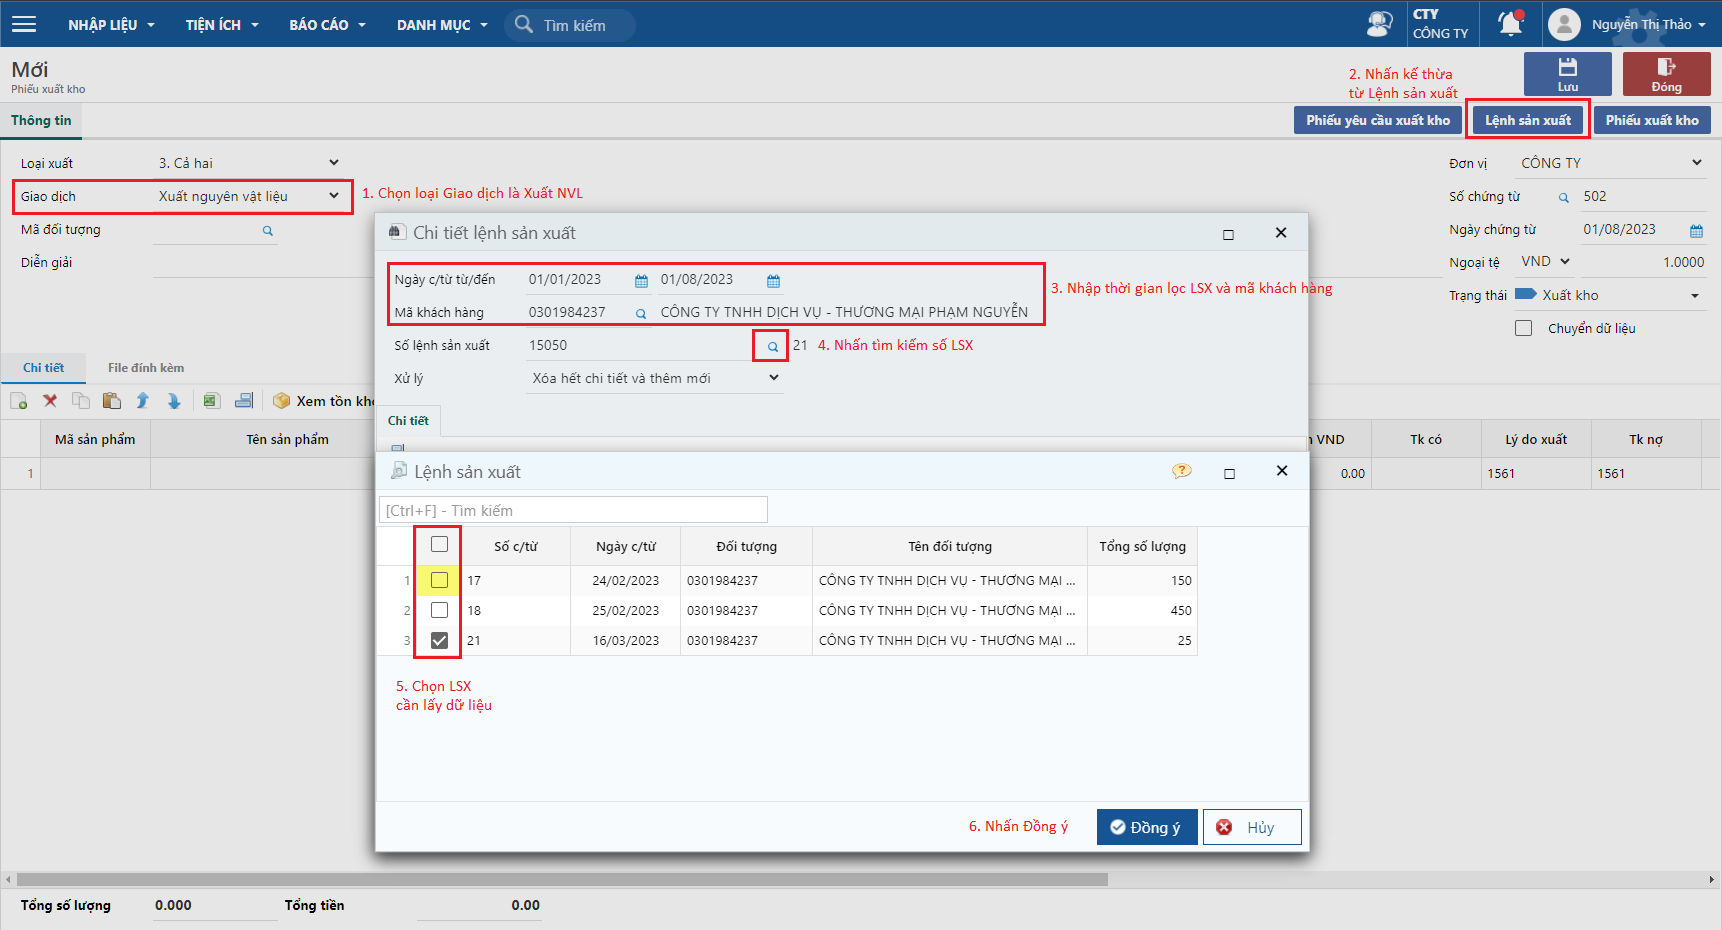 NHẬP LIỆU
TIỆN ÍCH
BÁO CÁO
DANH MỤC
Tìm kiếm
CTY
CÔNG TY
Nguyễn Thị Thảo
Mới
Phiếu xuất kho
2. Nhấn kế thừa
từ Lệnh sản xuất
Lưu
Đóng
Thông tin
Phiếu yêu cầu xuất kho
Lệnh sản xuất
Phiếu xuất kho
Loại xuất
3. Cả hai
Đơn vị
CÔNG TY
Giao dịch
Xuất nguyên vật liệu
1. Chọn loại Giao dịch là Xuất NVL
Số chứng từ
502
Mã đối tượng
Ngày chứng từ
01/08/2023
Diễn giải
Ngoại tệ
VND
1.0000
Trạng thái
Xuất kho
Chuyển dữ liệu
Chi tiết lệnh sản xuất
Ngày c/từ từ/đến
01/01/2023
01/08/2023
3. Nhập thời gian lọc LSX và mã khách hàng
Mã khách hàng
0301984237
CÔNG TY TNHH DỊCH VỤ - THƯƠNG MẠI PHẠM NGUYỄN
Số lệnh sản xuất
15050
21
4. Nhấn tìm kiếm số LSX
Xử lý
Xóa hết chi tiết và thêm mới
Chi tiết
Chi tiết
File đính kèm
Xem tồn kh
Mã sản phẩm
Tên sản phẩm
VND
Tk có
Lý do xuất
Tk nợ
1
0.00
1561
1561
Lệnh sản xuất
?
[Ctrl+F] - Tìm kiếm
Số c/từ
Ngày c/từ
Đối tượng
Tên đối tượng
Tổng số lượng
1
17
24/02/2023
0301984237
CÔNG TY TNHH DỊCH VỤ - THƯƠNG MẠI ...
150
2
18
25/02/2023
0301984237
CÔNG TY TNHH DỊCH VỤ - THƯƠNG MẠI ...
450
3
21
16/03/2023
0301984237
CÔNG TY TNHH DỊCH VỤ - THƯƠNG MẠI ...
25
5. Chọn LSX
cần lấy dữ liệu
6. Nhấn Đồng ý
Đồng ý
Hủy
Tổng số lượng
0.000
Tổng tiền
0.00